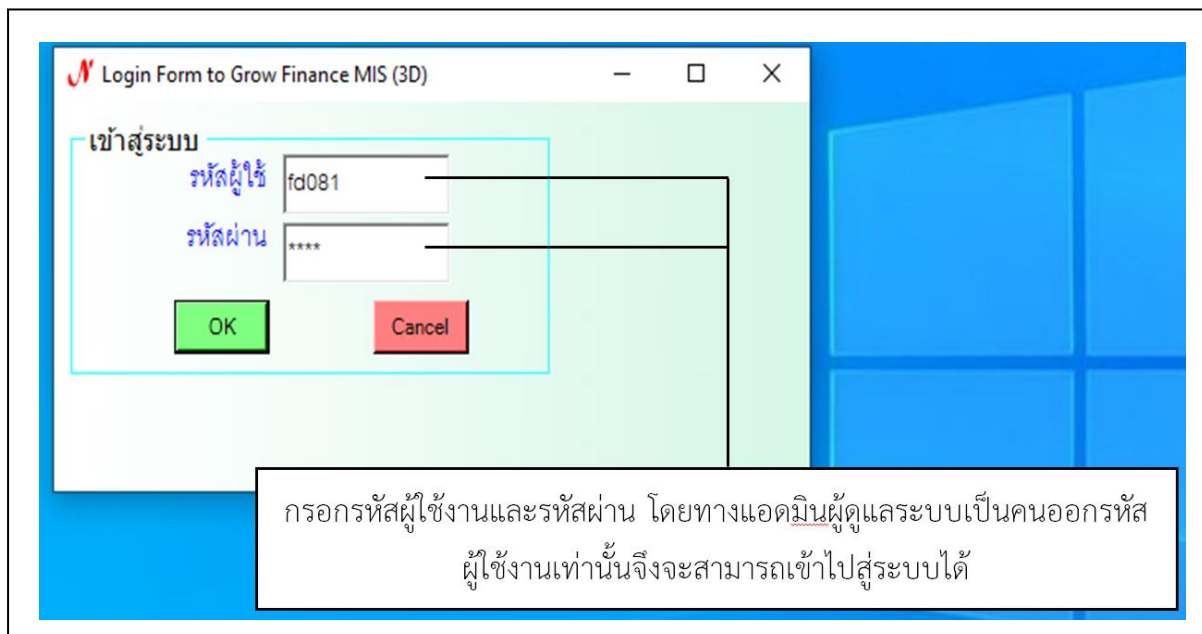 N Login Form to Grow Finance MIS (3D)
เข้าสู่ระบบ
รหัสผู้ใช้ fd081
รหัสผ่าน ****
OK Cancel
กรอกรหัสผู้ใช้งานและรหัสผ่าน โดยทางแอดมินผู้ดูแลระบบเป็นคนออกรหัส
ผู้ใช้งานเท่านั้นจึงจะสามารถเข้าไปสู่ระบบได้